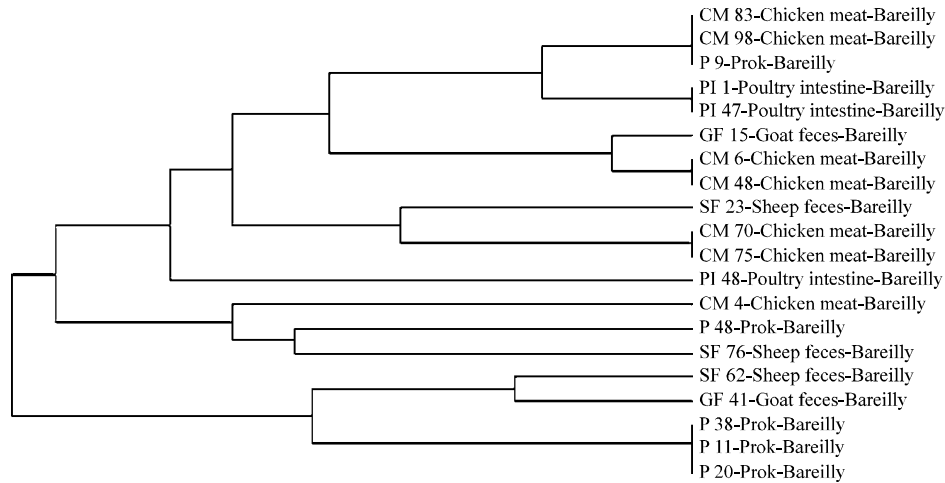 CM 83-Chicken meat-Bareilly
CM 98-Chicken meat-Bareilly
P 9-Prok-Bareilly
PI 1-Poultry intestine-Bareilly
PI 47-Poultry intestine-Bareilly
GF 15-Goat feces-Bareilly
CM 6-Chicken meat-Bareilly
CM 48-Chicken meat-Bareilly
SF 23-Sheep feces-Bareilly
CM 70-Chicken meat-Bareilly
CM 75-Chicken meat-Bareilly
PI 48-Poultry intestine-Bareilly
CM 4-Chicken meat-Bareilly
P 48-Prok-Bareilly
SF 76-Sheep feces-Bareilly
SF 62-Sheep feces-Bareilly
GF 41-Goat feces-Bareilly
P 38-Prok-Bareilly
P 11-Prok-Bareilly
P 20-Prok-Bareilly